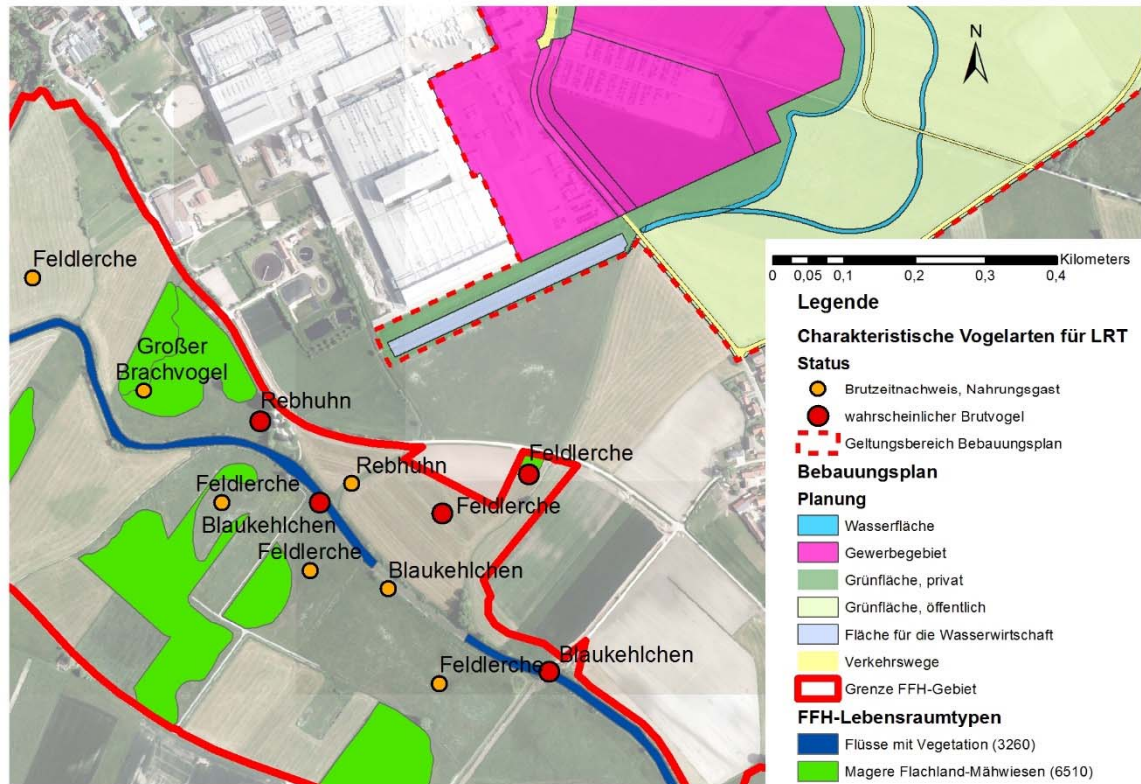 N
Feldlerche
Großer
Brachvogel
Rebhuhn
Rebhuhn
Feldlerche
Feldlerche
Feldlerche
Blaukehlchen
Feldlerche
Blaukehlchen
Feldlerche
Blaukehlchen
Kilometers
0 0,05 0,1 0,2 0,3 0,4
Legende
Charakteristische Vogelarten für LRT
Status
Brutzeitnachweis, Nahrungsgast
wahrscheinlicher Brutvogel
Geltungsbereich Bebauungsplan
Bebauungsplan
Planung
Wasserfläche
Gewerbegebiet
Grünfläche, privat
Grünfläche, öffentlich
Fläche für die Wasserwirtschaft
Verkehrswege
Grenze FFH-Gebiet
FFH-Lebensraumtypen
Flüsse mit Vegetation (3260)
Magere Flachland-Mähwiesen (6510)